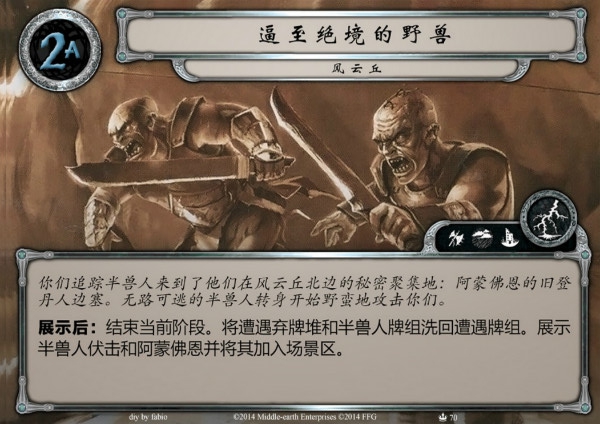 2A
逼至绝境的野兽
风云丘
你们追踪半兽人来到了他们在风云丘北边的秘密聚集地：阿蒙佛恩的旧登
丹人边塞。无路可逃的半兽人转身开始野蛮地攻击你们。
展示后：结束当前阶段。将遭遇弃牌堆和半兽人牌组洗回遭遇牌组。展示
半兽人伏击和阿蒙佛恩并将其加入场景区。
diy by fabio ©2014 Middle-earth Enterprises ©2014 FFG 70